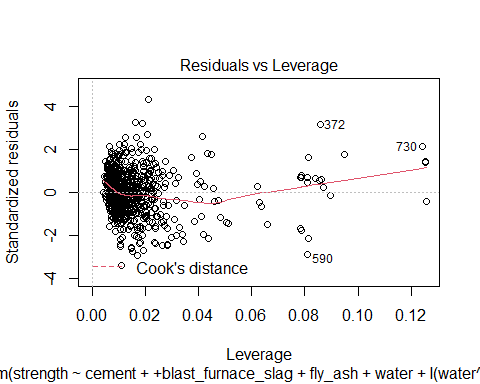 Residuals vs Leverage
Standardized residuals
4
2
0
-2
-4
372
730
590
Cook's distance
0.00 0.02 0.04 0.06 0.08 0.10 0.12
Leverage
m(strength ~ cement + +blast_furnace_slag + fly_ash + water + I(water^